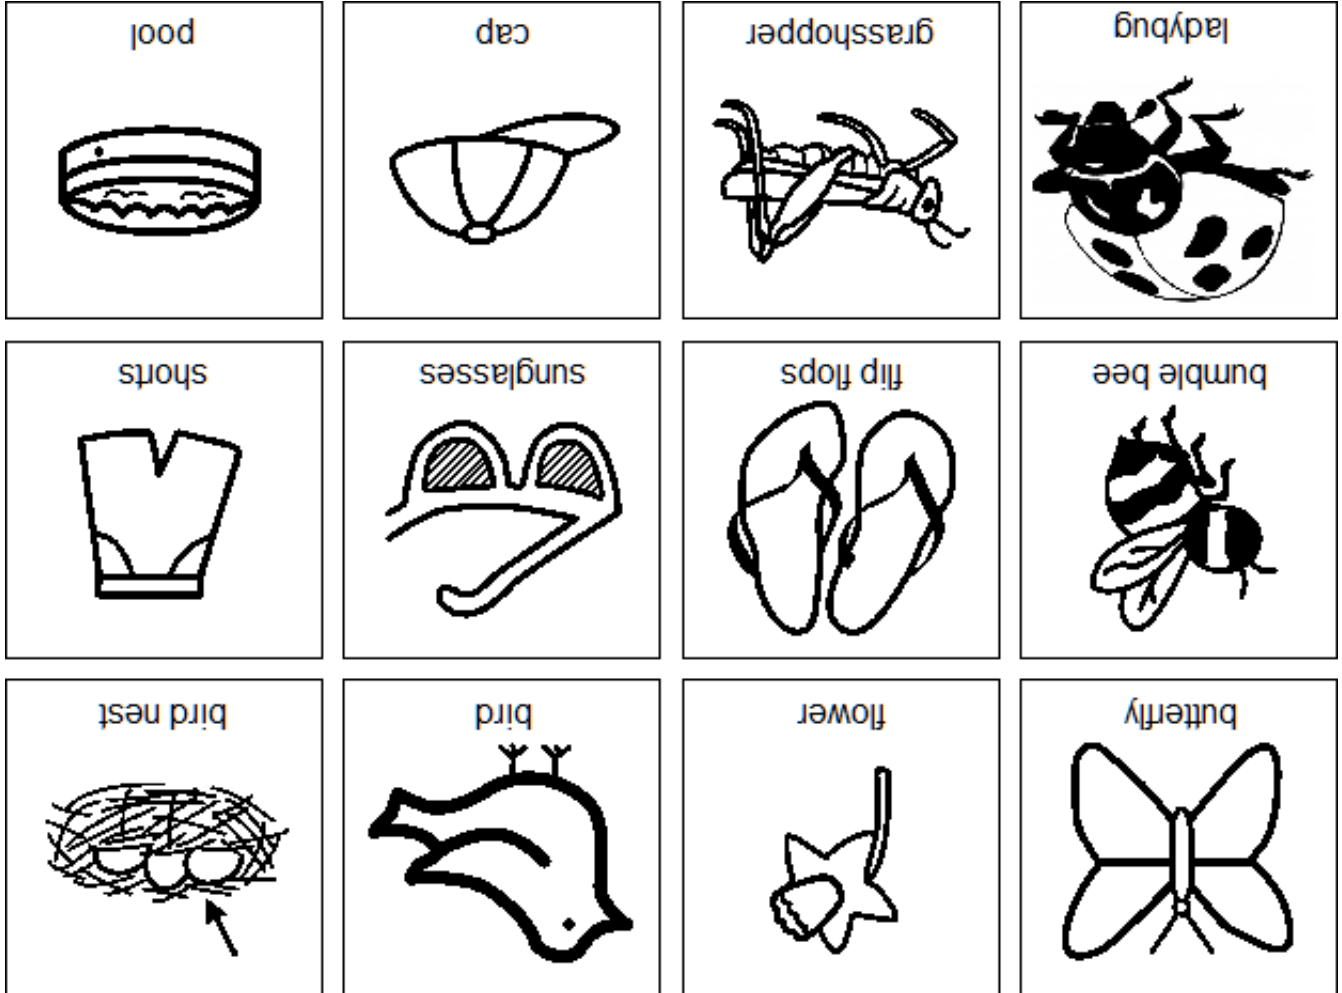 butterfly
flower
bird
bird nest
bumble bee
flip flops
sunglasses
shorts
ladybug
grasshopper
cap
pool